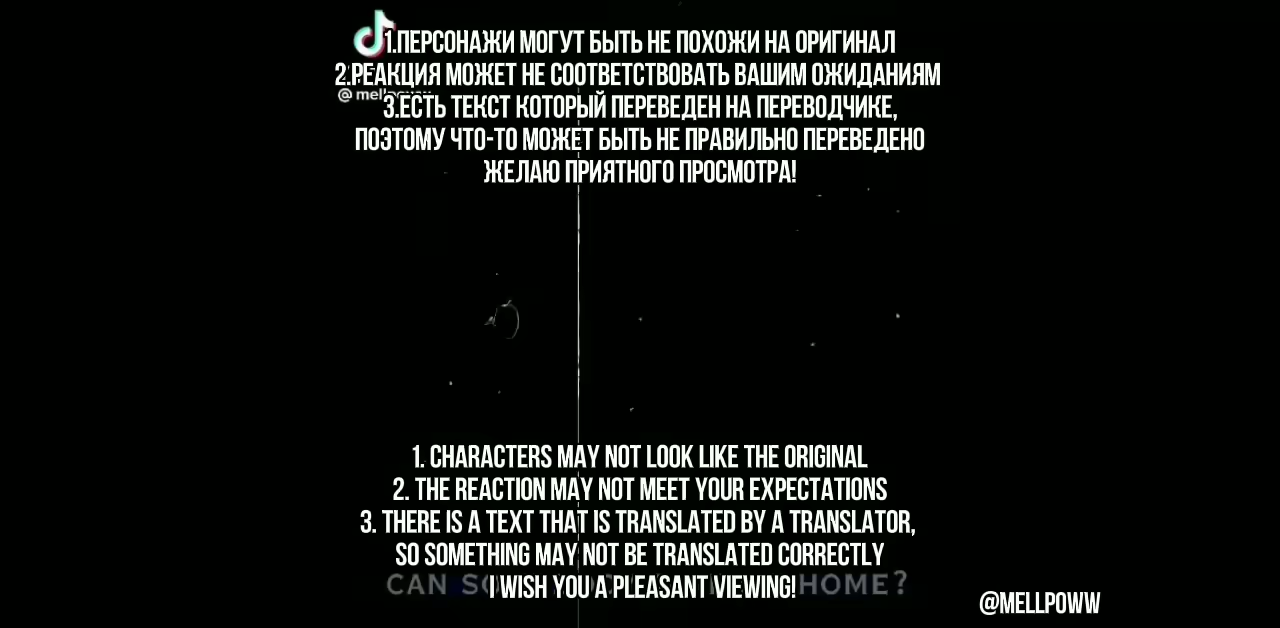 1.ПЕРСОНАЖИ МОГУТ БЫТЬ НЕ ПОХОЖИ НА ОРИГИНАЛ
2.РЕАКЦИЯ МОЖЕТ НЕ СООТВЕТСТВОВАТЬ ВАШИМ ОЖИДАНИЯМ
3.ЕСТЬ ТЕКСТ КОТОРЫЙ ПЕРЕВЕДЕН НА ПЕРЕВОДЧИКЕ,
ПОЭТОМУ ЧТО-ТО МОЖЕТ БЫТЬ НЕ ПРАВИЛЬНО ПЕРЕВЕДЕНО
ЖЕЛАЮ ПРИЯТНОГО ПРОСМОТРА!
1. CHARACTERS MAY NOT LOOK LIKE THE ORIGINAL
2. THE REACTION MAY NOT MEET YOUR EXPECTATIONS
3. THERE IS A TEXT THAT IS TRANSLATED BY A TRANSLATOR,
SO SOMETHING MAY NOT BE TRANSLATED CORRECTLY
I WISH YOU A PLEASANT VIEWING!
CAN HOME?
@MELLPOWW